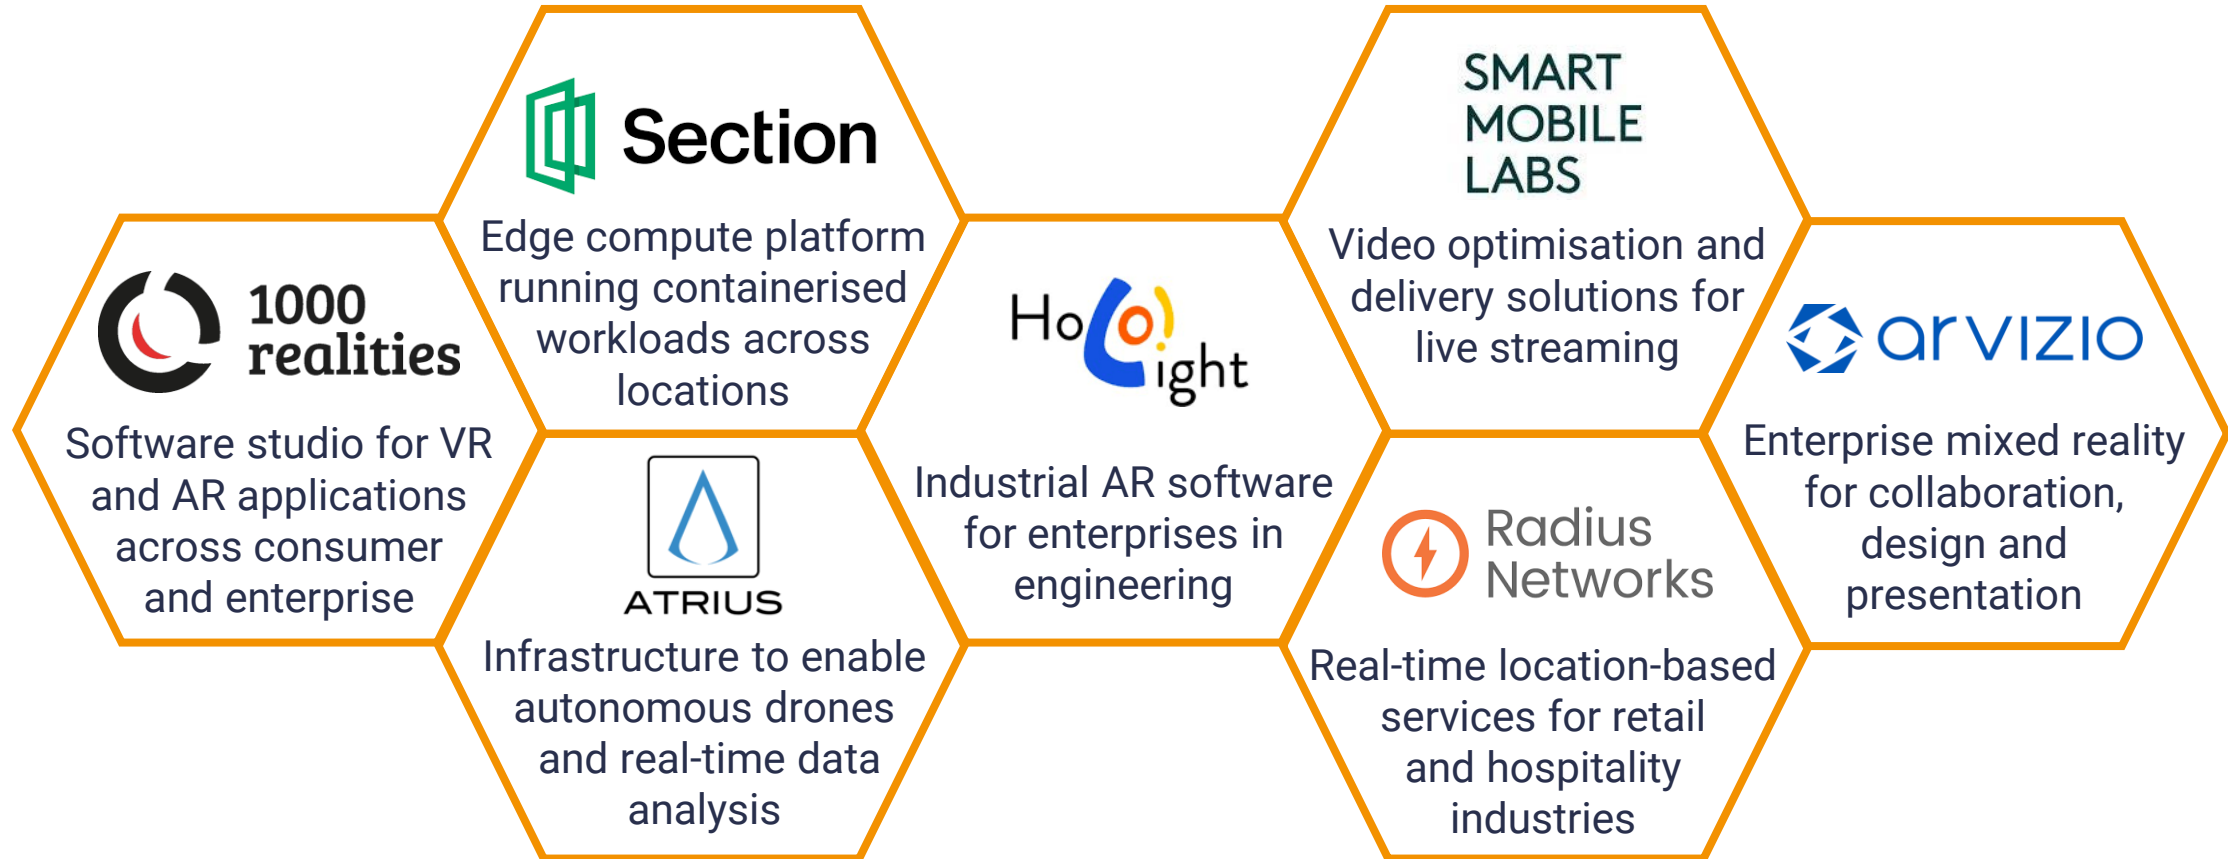 1000
realities
Software studio for VR
and AR applications
across consumer
and enterprise
Section
Edge compute platform
running containerised
workloads across
locations
ATRIUS
Infrastructure to enable
autonomous drones
and real-time data
analysis
Holo!
ight
Industrial AR software
for enterprises in
engineering
SMART
MOBILE
LABS
Video optimisation and
delivery solutions for
live streaming
Radius
Networks
Real-time location-based
services for retail
and hospitality
industries
arvizio
Enterprise mixed reality
for collaboration,
design and
presentation